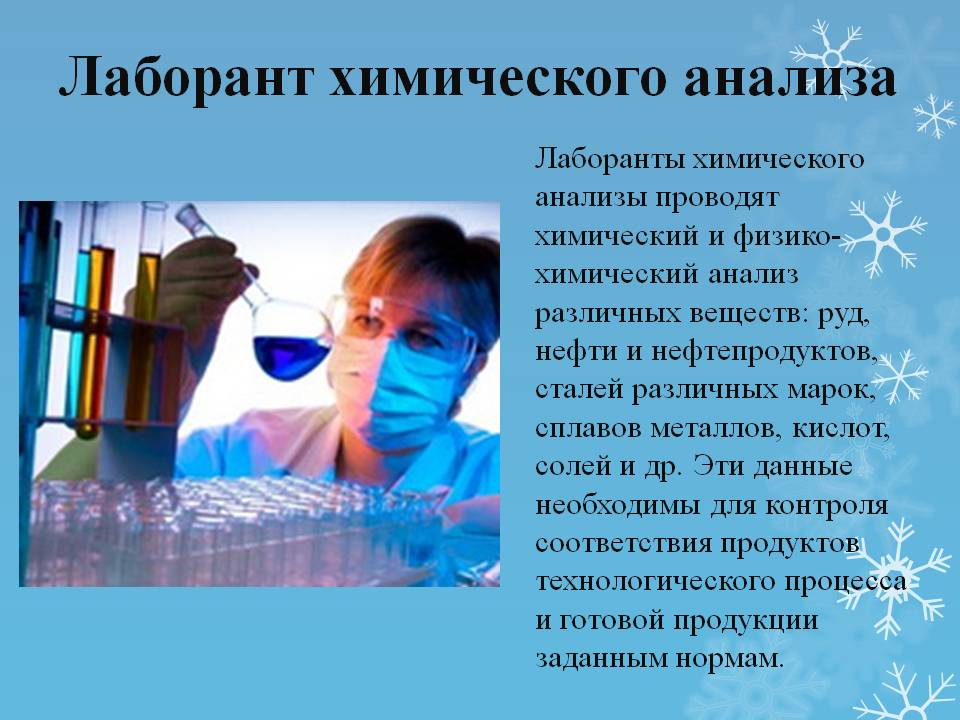 Лаборант химического анализа
Лаборанты химического
анализы проводят
химический и физико-
химический анализ
различных веществ: руд,
нефти и нефтепродуктов,
сталей различных марок,
сплавов металлов, кислот,
солей и др. Эти данные
необходимы для контроля
соответствия продуктов
технологического процесса
и готовой продукции
заданным нормам.